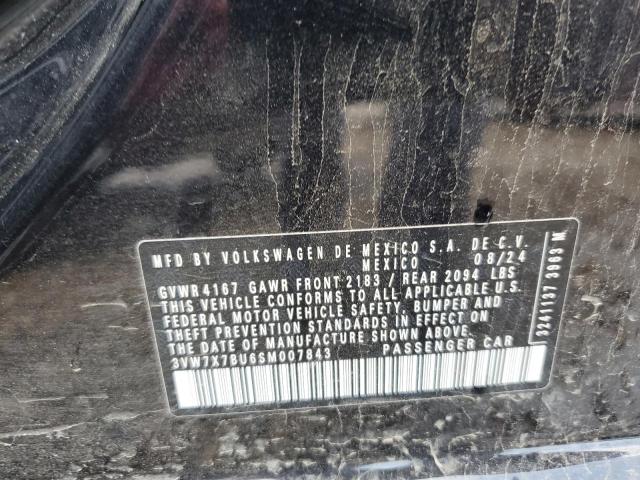 MFD BY VOLKSWAGEN DE MEXICO S.A. DE C.V.
MEXICO 08/24
GVWR 4167 GAWR FRONT 2183 / REAR 2094 LBS
THIS VEHICLE CONFORMS TO ALL APPLICABLE U.S.
FEDERAL MOTOR VEHICLE SAFETY, BUMPER AND
THEFT PREVENTION STANDARDS IN EFFECT ON
THE DATE OF MANUFACTURE SHOWN ABOVE.
3VW7X7BU6SM007843 PASSENGER CAR
3241137 3963 M